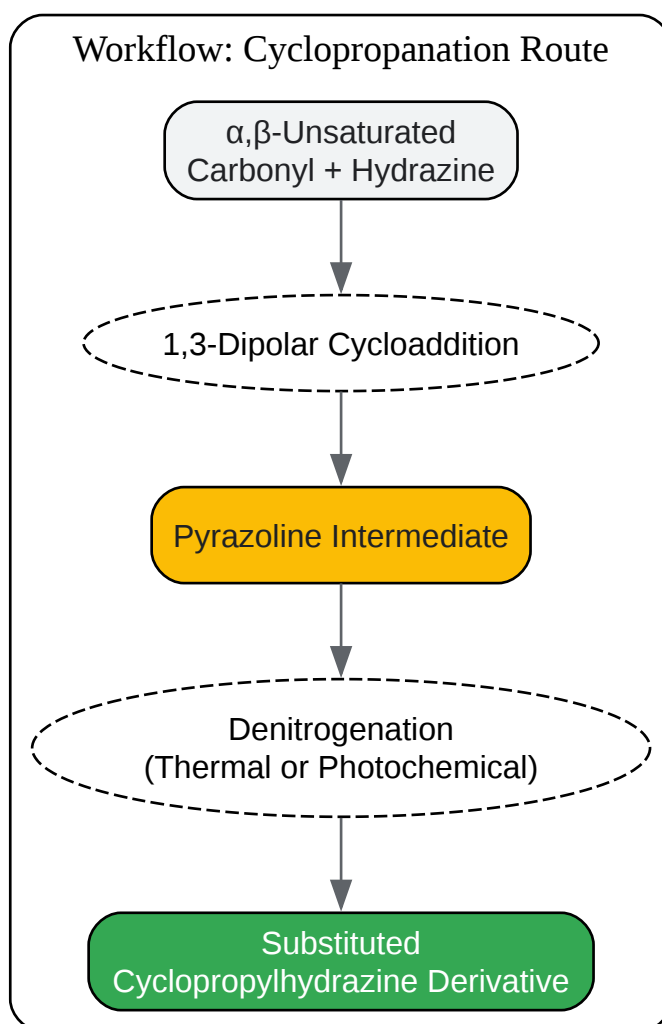 Workflow: Cyclopropanation Route
α,β-Unsaturated
Carbonyl + Hydrazine
1,3-Dipolar Cycloaddition
Pyrazoline Intermediate
Denitrogenation
(Thermal or Photochemical)
Substituted
Cyclopropylhydrazine Derivative